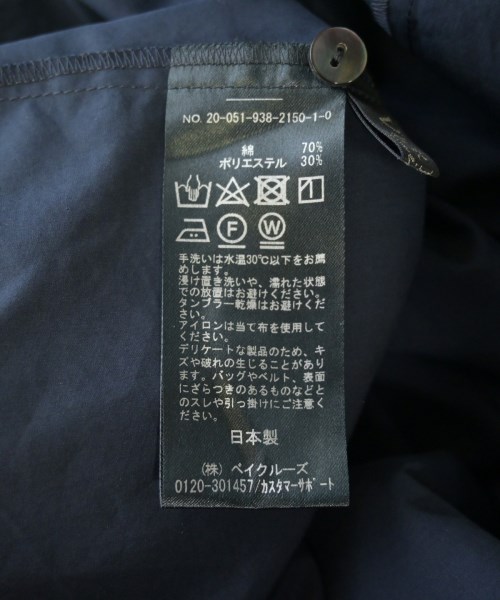 NO. 20-051-938-2150-1-0
綿 70%
ポリエステル 30%
F W
手洗いは水温30℃以下をお薦
めします。
浸け置き洗いや、濡れた状態
での放置はお避けください。
タンブラー乾燥はお避けくだ
さい。
アイロンは当て布を使用して
ください。
デリケートな製品のため、キ
ズや破れの生じることがあり
ます。バッグやベルト、表面
にざらつきのあるものなどと
のスレや引っ掛けにご注意く
ださい。
日本製
(株) ベイクルーズ
0120-301457/カスタマーサポート